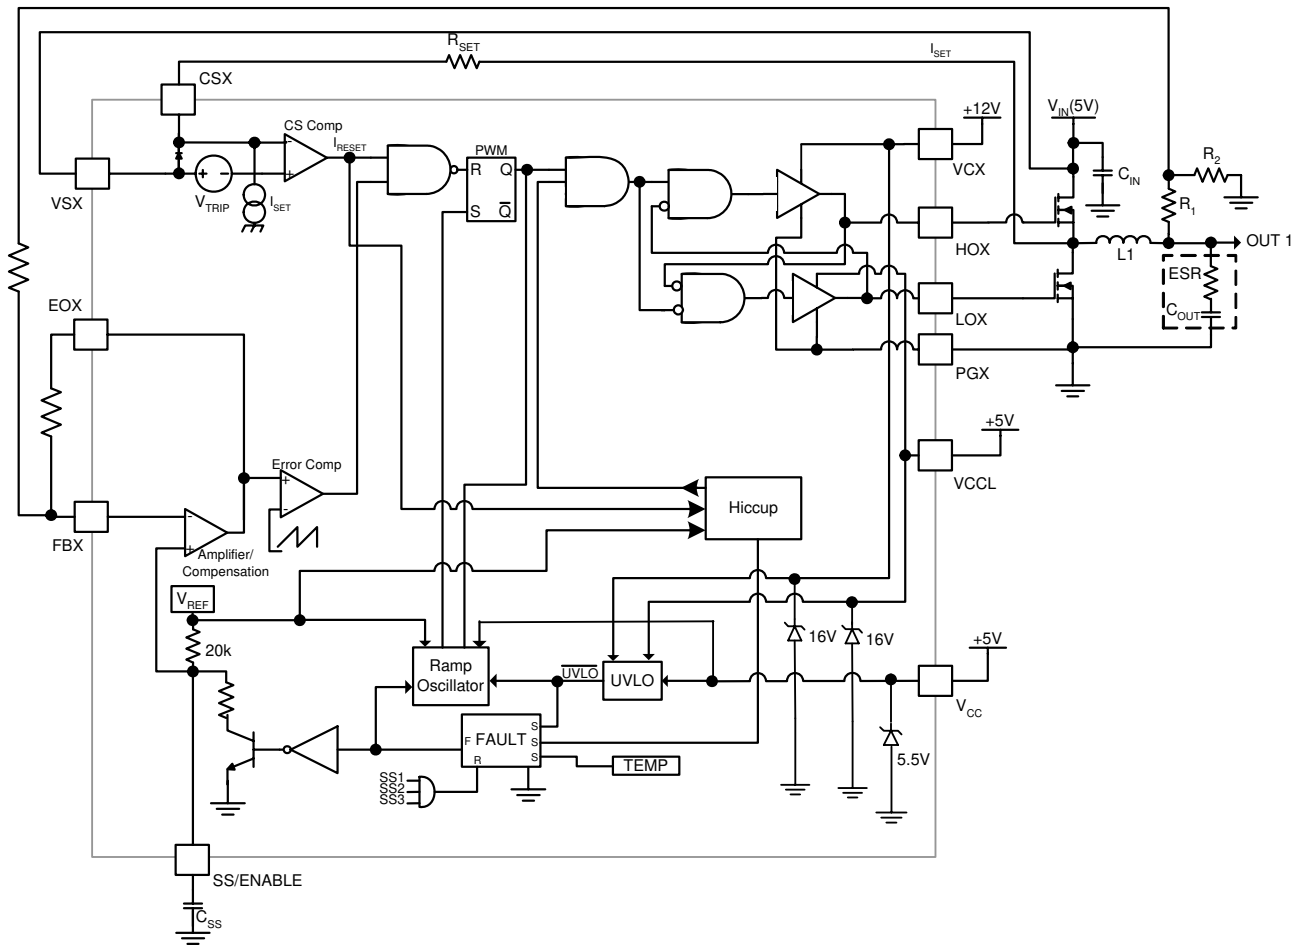 RSET
ISET
CSX
VSX
CS Comp
IRESET
VTRIP
ISET
-
+
PWM
R
Q
S
Q̅
+12V
VCX
VIN(5V)
CIN
R2
R1
HOX
L1
OUT 1
ESR
COUT
LOX
PGX
EOX
+5V
VCCL
Error Comp
+
-
Hiccup
FBX
-
+
Amplifier/
Compensation
VREF
20k
Ramp
Oscillator
U̅V̅L̅O̅
UVLO
16V
16V
+5V
VCC
5.5V
F
FAULT
S
S
S
R
TEMP
SS1
SS2
SS3
SS/ENABLE
CSS